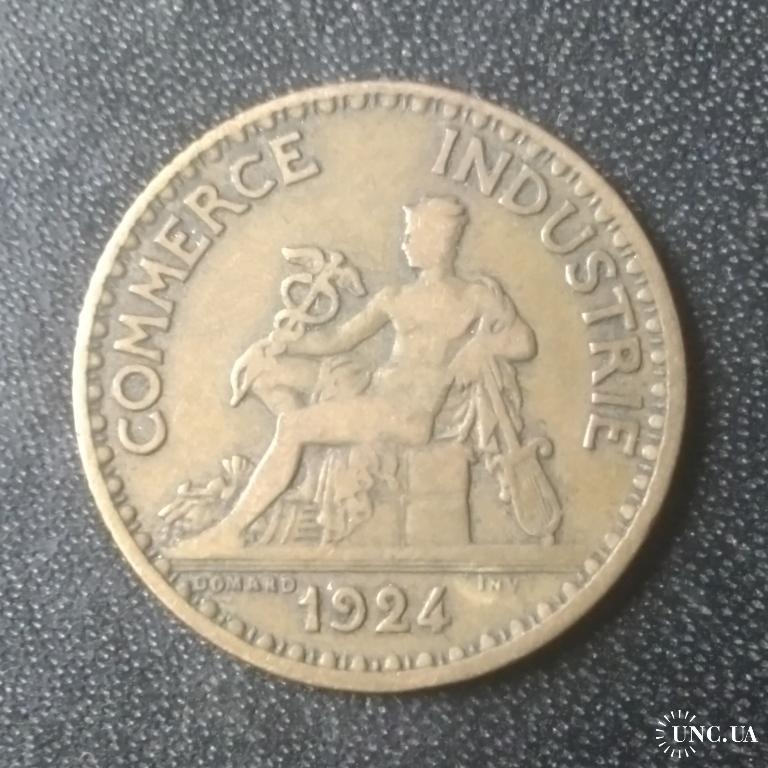 COMMERCE INDUSTRIE
DOMARD INV
1924
UNC.UA